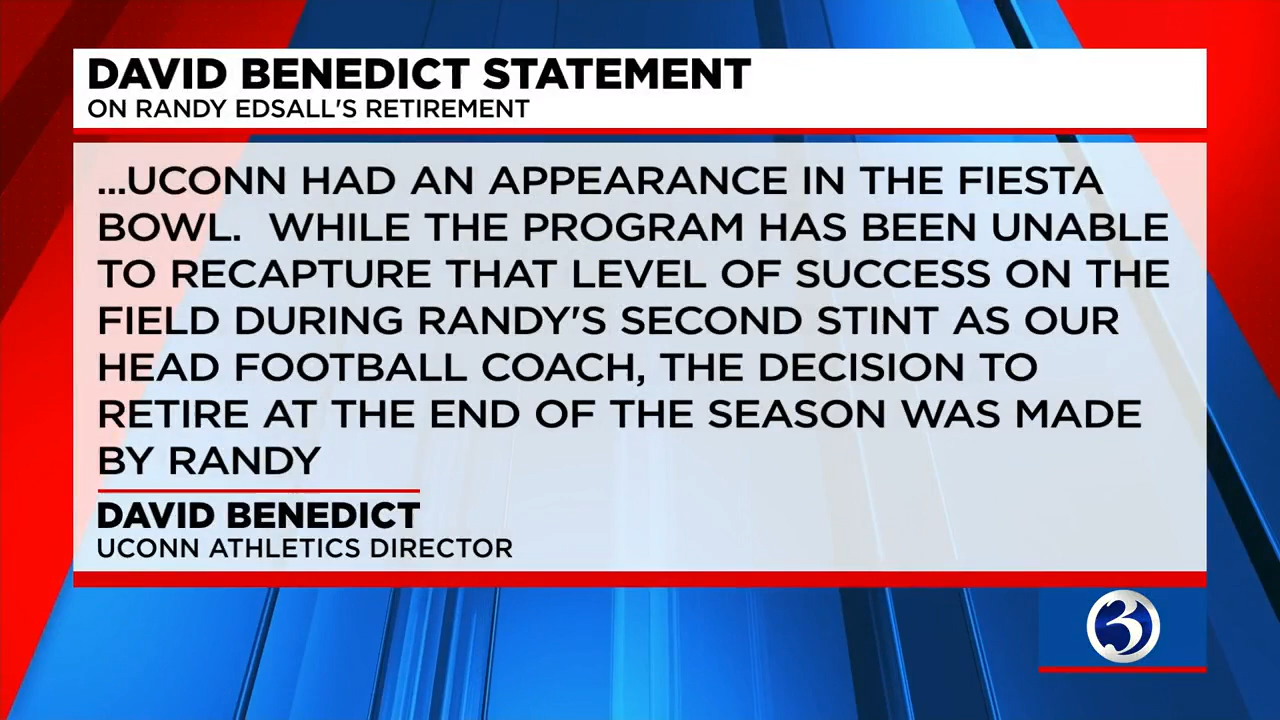 DAVID BENEDICT STATEMENT
ON RANDY EDSALL'S RETIREMENT
...UCONN HAD AN APPEARANCE IN THE FIESTA
BOWL.  WHILE THE PROGRAM HAS BEEN UNABLE
TO RECAPTURE THAT LEVEL OF SUCCESS ON THE
FIELD DURING RANDY'S SECOND STINT AS OUR
HEAD FOOTBALL COACH, THE DECISION TO
RETIRE AT THE END OF THE SEASON WAS MADE
BY RANDY
DAVID BENEDICT
UCONN ATHLETICS DIRECTOR
3